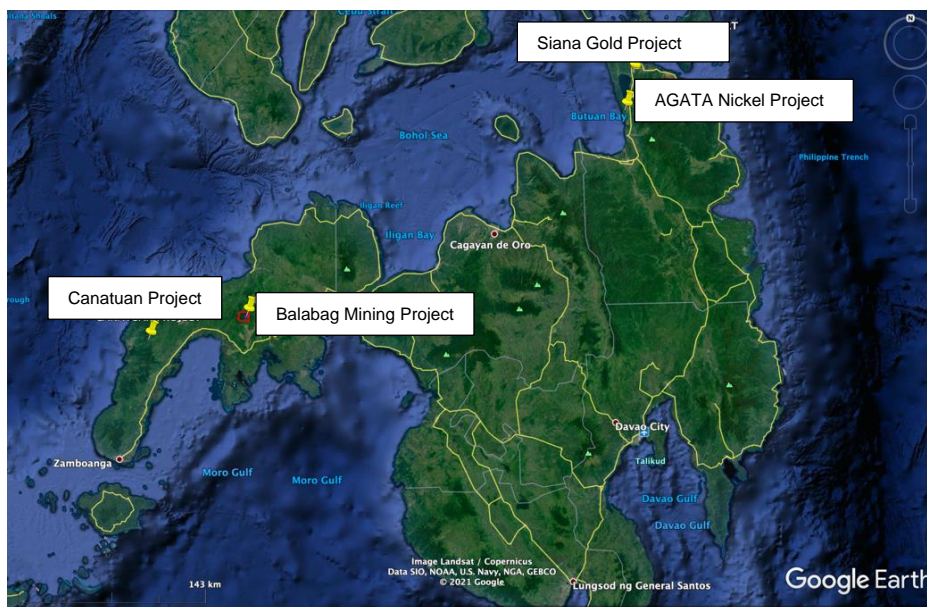 Siana Gold Project
AGATA Nickel Project
Butuan Bay
Bohol Sea
Philippine Trench
Iligan Reef
Iligan Bay
Cagayan de Oro
Canatuan Project
Balabag Mining Project
Davao City
Talikud
Zamboanga
Moro Gulf
Moro Gulf
Davao Gulf
Davao Gulf
Image Landsat / Copernicus
Data SIO, NOAA, U.S. Navy, NGA, GEBCO
© 2021 Google
143 km
Lungsod ng General Santos
Google Earth
N